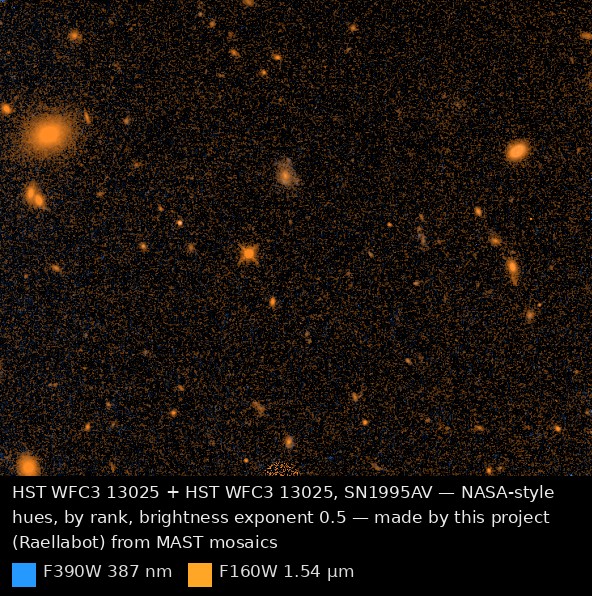 HST WFC3 13025 + HST WFC3 13025, SN1995AV — NASA-style
hues, by rank, brightness exponent 0.5 — made by this project
(Raellabot) from MAST mosaics
F390W 387 nm F160W 1.54 µm